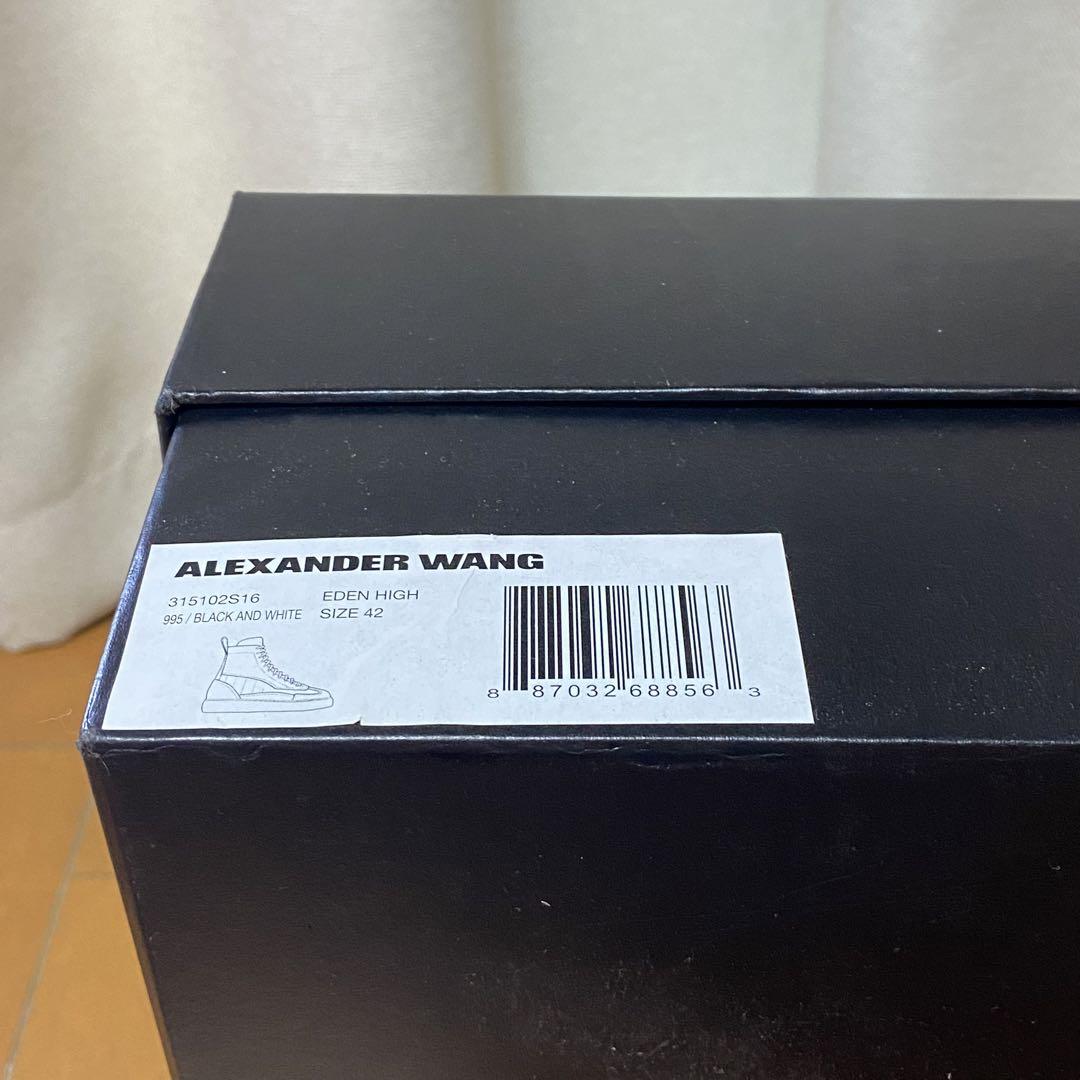 ALEXANDER WANG
315102S16 EDEN HIGH
995 / BLACK AND WHITE SIZE 42
8 87032 68856 3